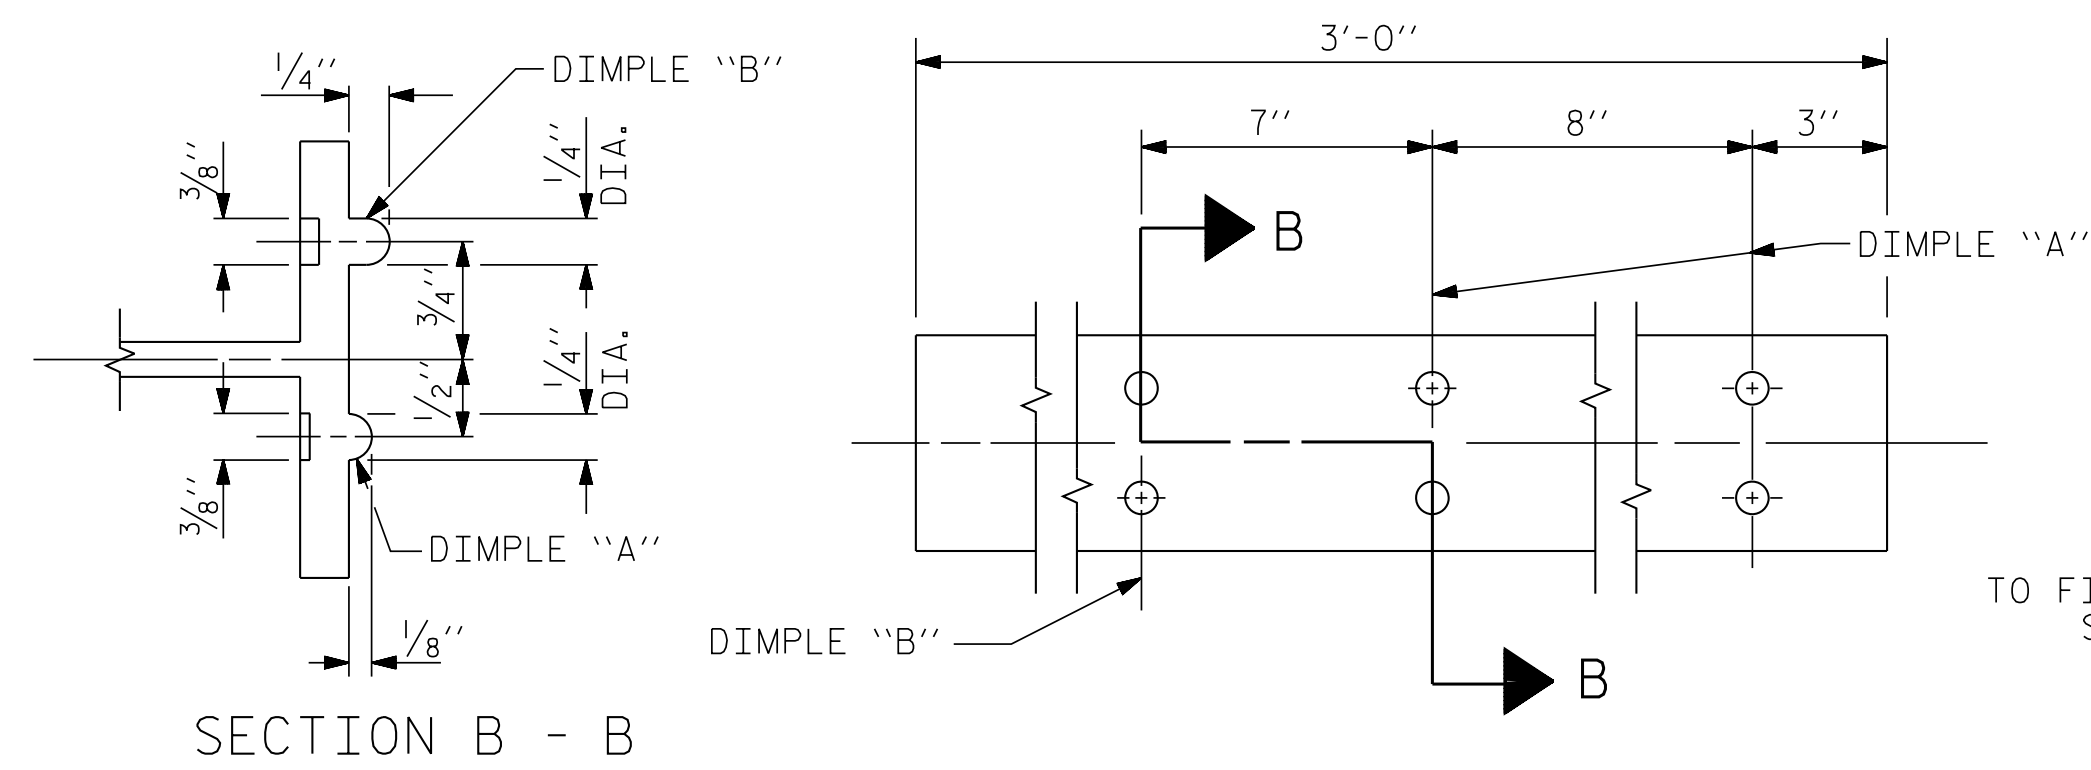 1/4''
DIMPLE ``B''
3/8''
1/4'' DIA.
3/4''
1/2''
1/4'' DIA.
3/8''
DIMPLE ``A''
1/8''
SECTION B - B
3'-0''
7''
8''
3''
B
DIMPLE ``A''
DIMPLE ``B''
B
TO